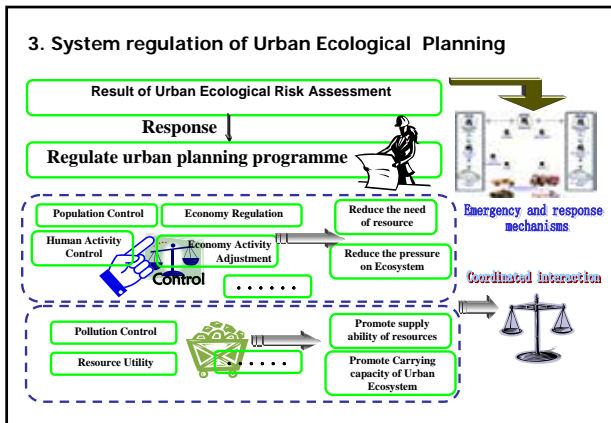 3. System regulation of Urban Ecological Planning
Result of Urban Ecological Risk Assessment
Response
Regulate urban planning programme
Population Control
Economy Regulation
Human Activity
Control
Economy Activity
Adjustment
Control
. . . . . .
Reduce the need
of resource
Reduce the pressure
on Ecosystem
Emergency and response
mechanisms
Coordinated interaction
Pollution Control
Resource Utility
. . . . . .
Promote supply
ability of resources
Promote Carrying
capacity of Urban
Ecosystem